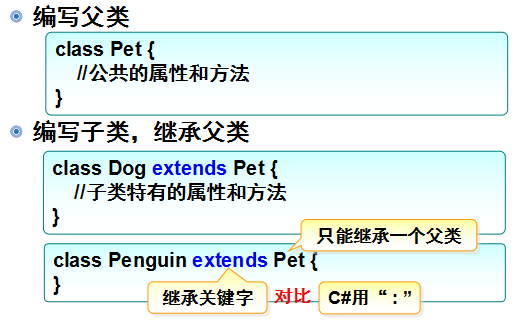 编写父类
class Pet {
//公共的属性和方法
}
编写子类，继承父类
class Dog extends Pet {
//子类特有的属性和方法
}
只能继承一个父类
class Penguin extends Pet {
}
继承关键字 对比 C#用“ : ”